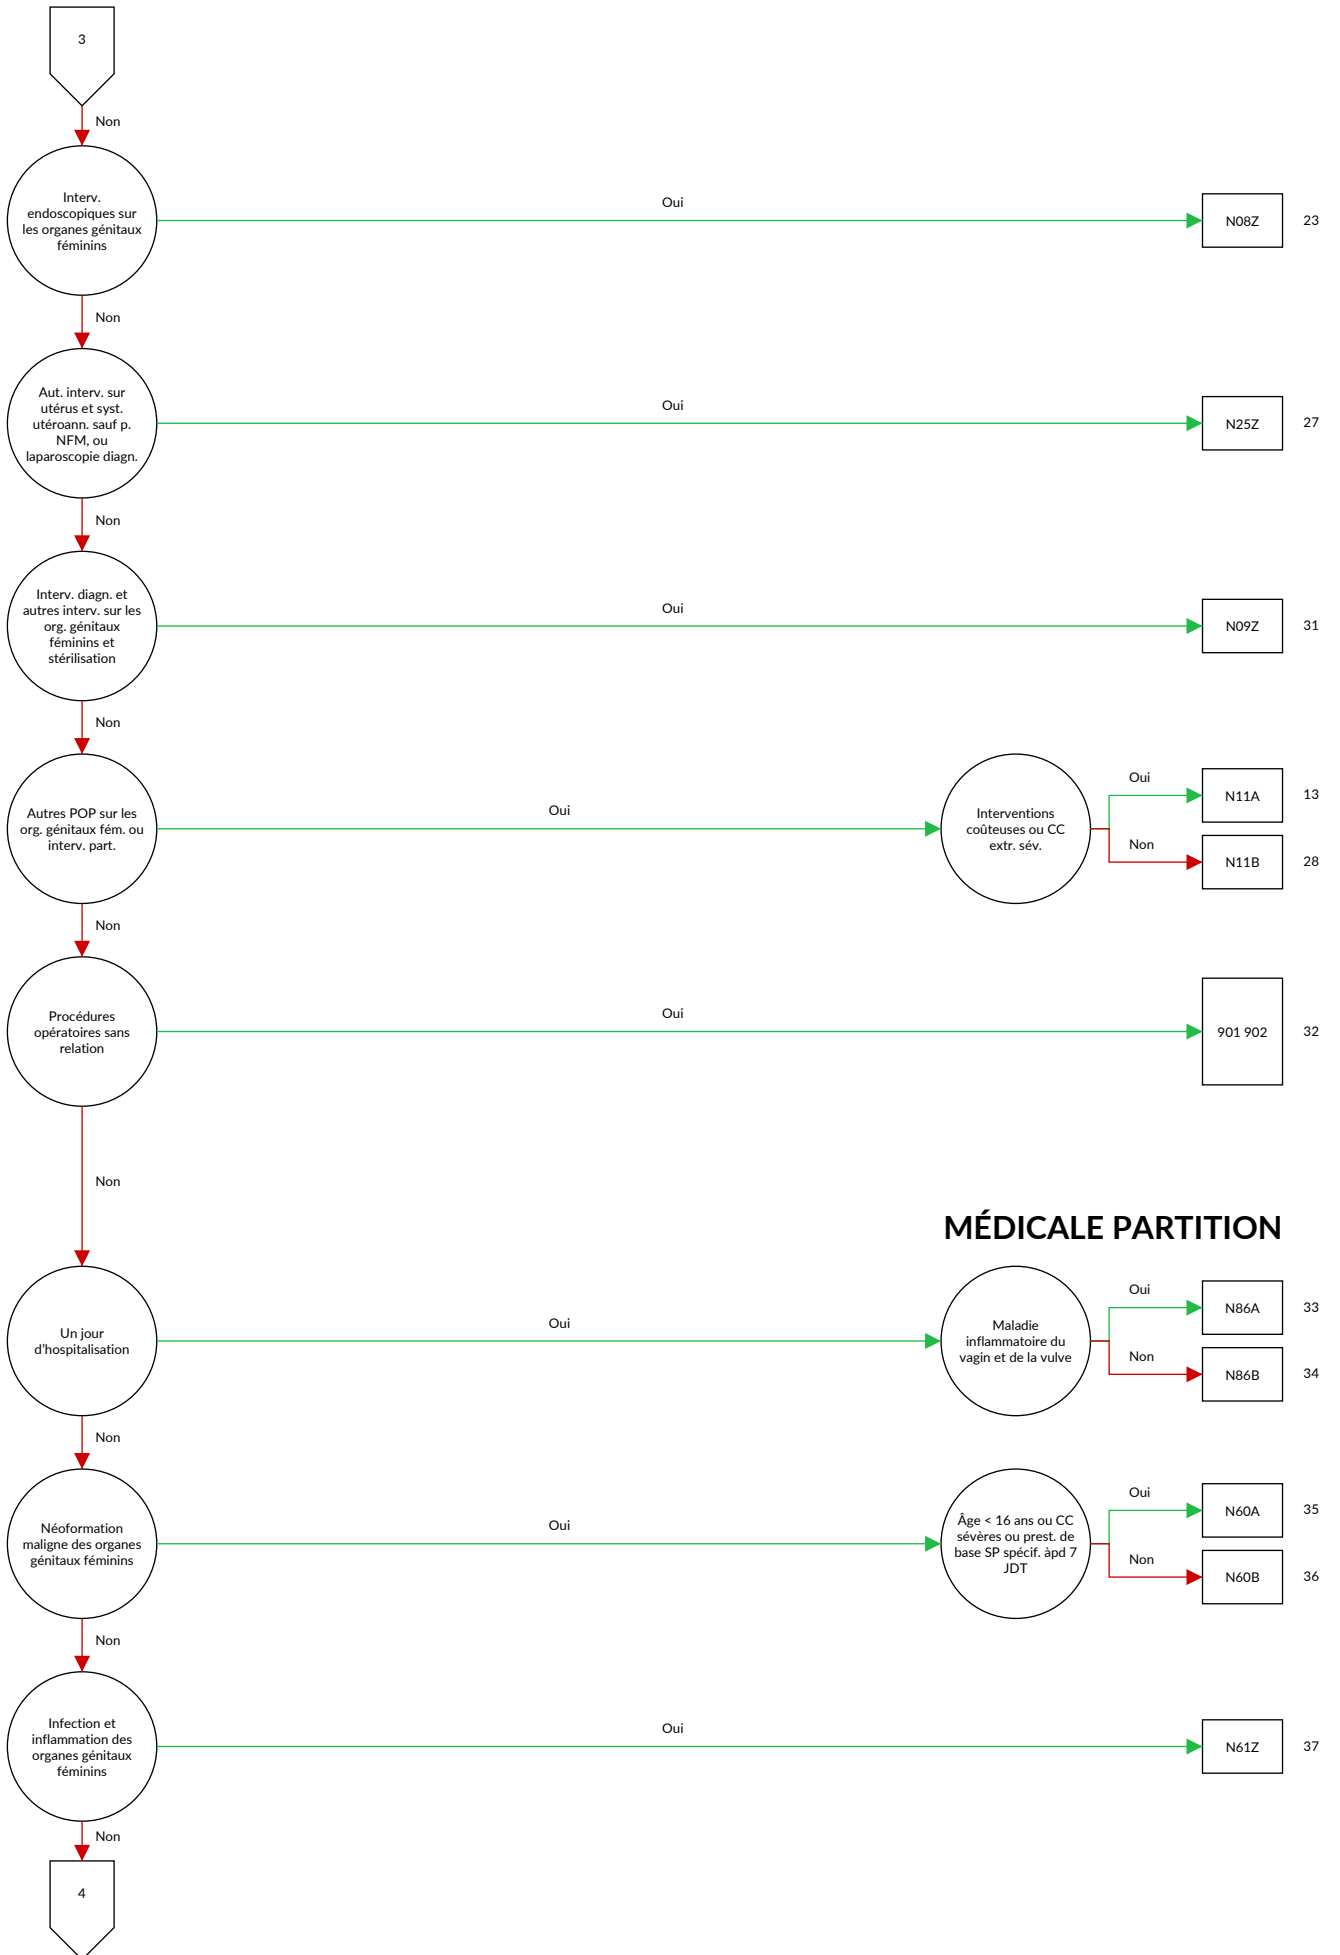 3
Non
Interv.
endoscopiques sur
les organes génitaux
féminins
Oui
N08Z
23
Non
Aut. interv. sur
utérus et syst.
utéroann. sauf p.
NFM, ou
laparoscopie diagn.
Oui
N25Z
27
Non
Interv. diagn. et
autres interv. sur les
org. génitaux
féminins et
stérilisation
Oui
N09Z
31
Non
Autres POP sur les
org. génitaux fém. ou
interv. part.
Oui
Interventions
coûteuses ou CC
extr. sév.
Oui
N11A
13
Non
N11B
28
Non
Procédures
opératoires sans
relation
Oui
901 902
32
Non
MÉDICALE PARTITION
Un jour
d'hospitalisation
Oui
Maladie
inflammatoire du
vagin et de la vulve
Oui
N86A
33
Non
N86B
34
Non
Néoformation
maligne des organes
génitaux féminins
Oui
Âge < 16 ans ou CC
sévères ou prest. de
base SP spécif. àpd 7
JDT
Oui
N60A
35
Non
N60B
36
Non
Infection et
inflammation des
organes génitaux
féminins
Oui
N61Z
37
Non
4